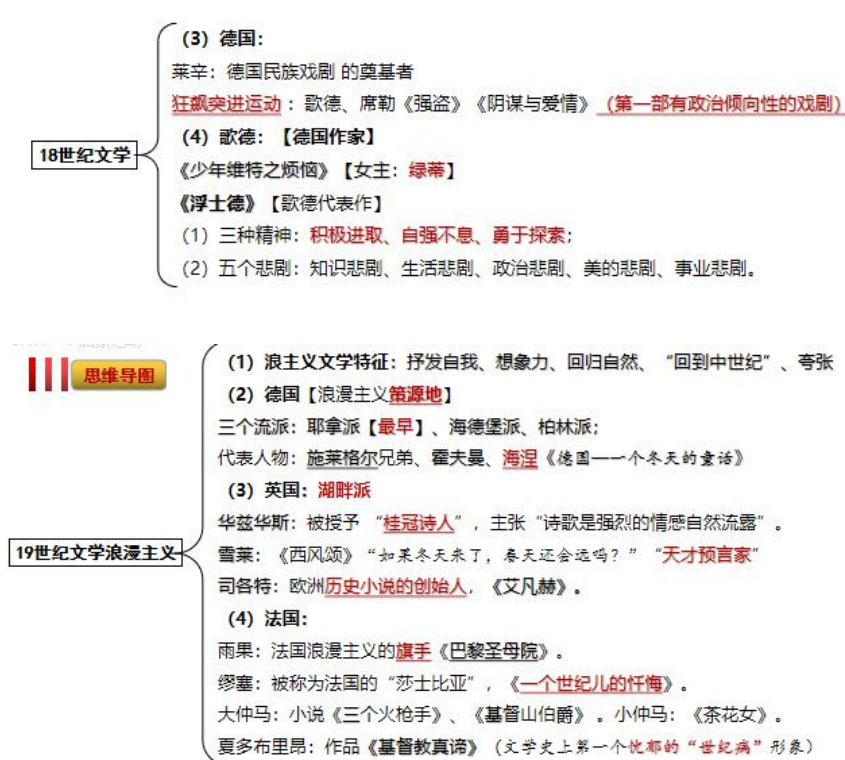 (3) 德国：
莱辛：德国民族戏剧 的奠基者
狂飙突进运动：歌德、席勒《强盗》《阴谋与爱情》（第一部有政治倾向性的戏剧）
18世纪文学
(4) 歌德：【德国作家】
《少年维特之烦恼》【女主：绿蒂】
《浮士德》【歌德代表作】
(1) 三种精神：积极进取、自强不息、勇于探索；
(2) 五个悲剧：知识悲剧、生活悲剧、政治悲剧、美的悲剧、事业悲剧。
思维导图
(1) 浪主义文学特征：抒发自我、想象力、回归自然、“回到中世纪”、夸张
(2) 德国【浪漫主义策源地】
三个流派：耶拿派【最早】、海德堡派、柏林派；
代表人物：施莱格尔兄弟、霍夫曼、海涅《德国——一个冬天的童话》
(3) 英国：湖畔派
华兹华斯：被授予 “桂冠诗人”，主张“诗歌是强烈的情感自然流露”。
19世纪文学浪漫主义
雪莱：《西风颂》“如果冬天来了，春天还会远吗？”“天才预言家”
司各特：欧洲历史小说的创始人，《艾凡赫》。
(4) 法国：
雨果：法国浪漫主义的旗手《巴黎圣母院》。
缪塞：被称为法国的“莎士比亚”，《一个世纪儿的忏悔》。
大仲马：小说《三个火枪手》、《基督山伯爵》。小仲马：《茶花女》。
夏多布里昂：作品《基督教真谛》（文学史上第一个忧郁的“世纪病”形象）